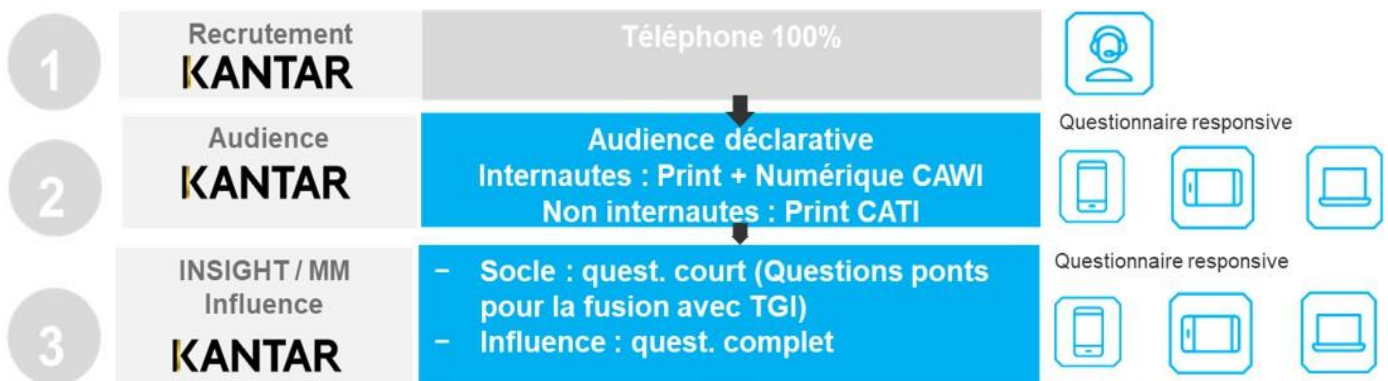 1
Recrutement
KANTAR
Téléphone 100%
2
Audience
KANTAR
Audience déclarative
Internautes : Print + Numérique CAWI
Non internautes : Print CATI
Questionnaire responsive
3
INSIGHT / MM
Influence
KANTAR
− Socle : quest. court (Questions ponts
pour la fusion avec TGI)
− Influence : quest. complet
Questionnaire responsive